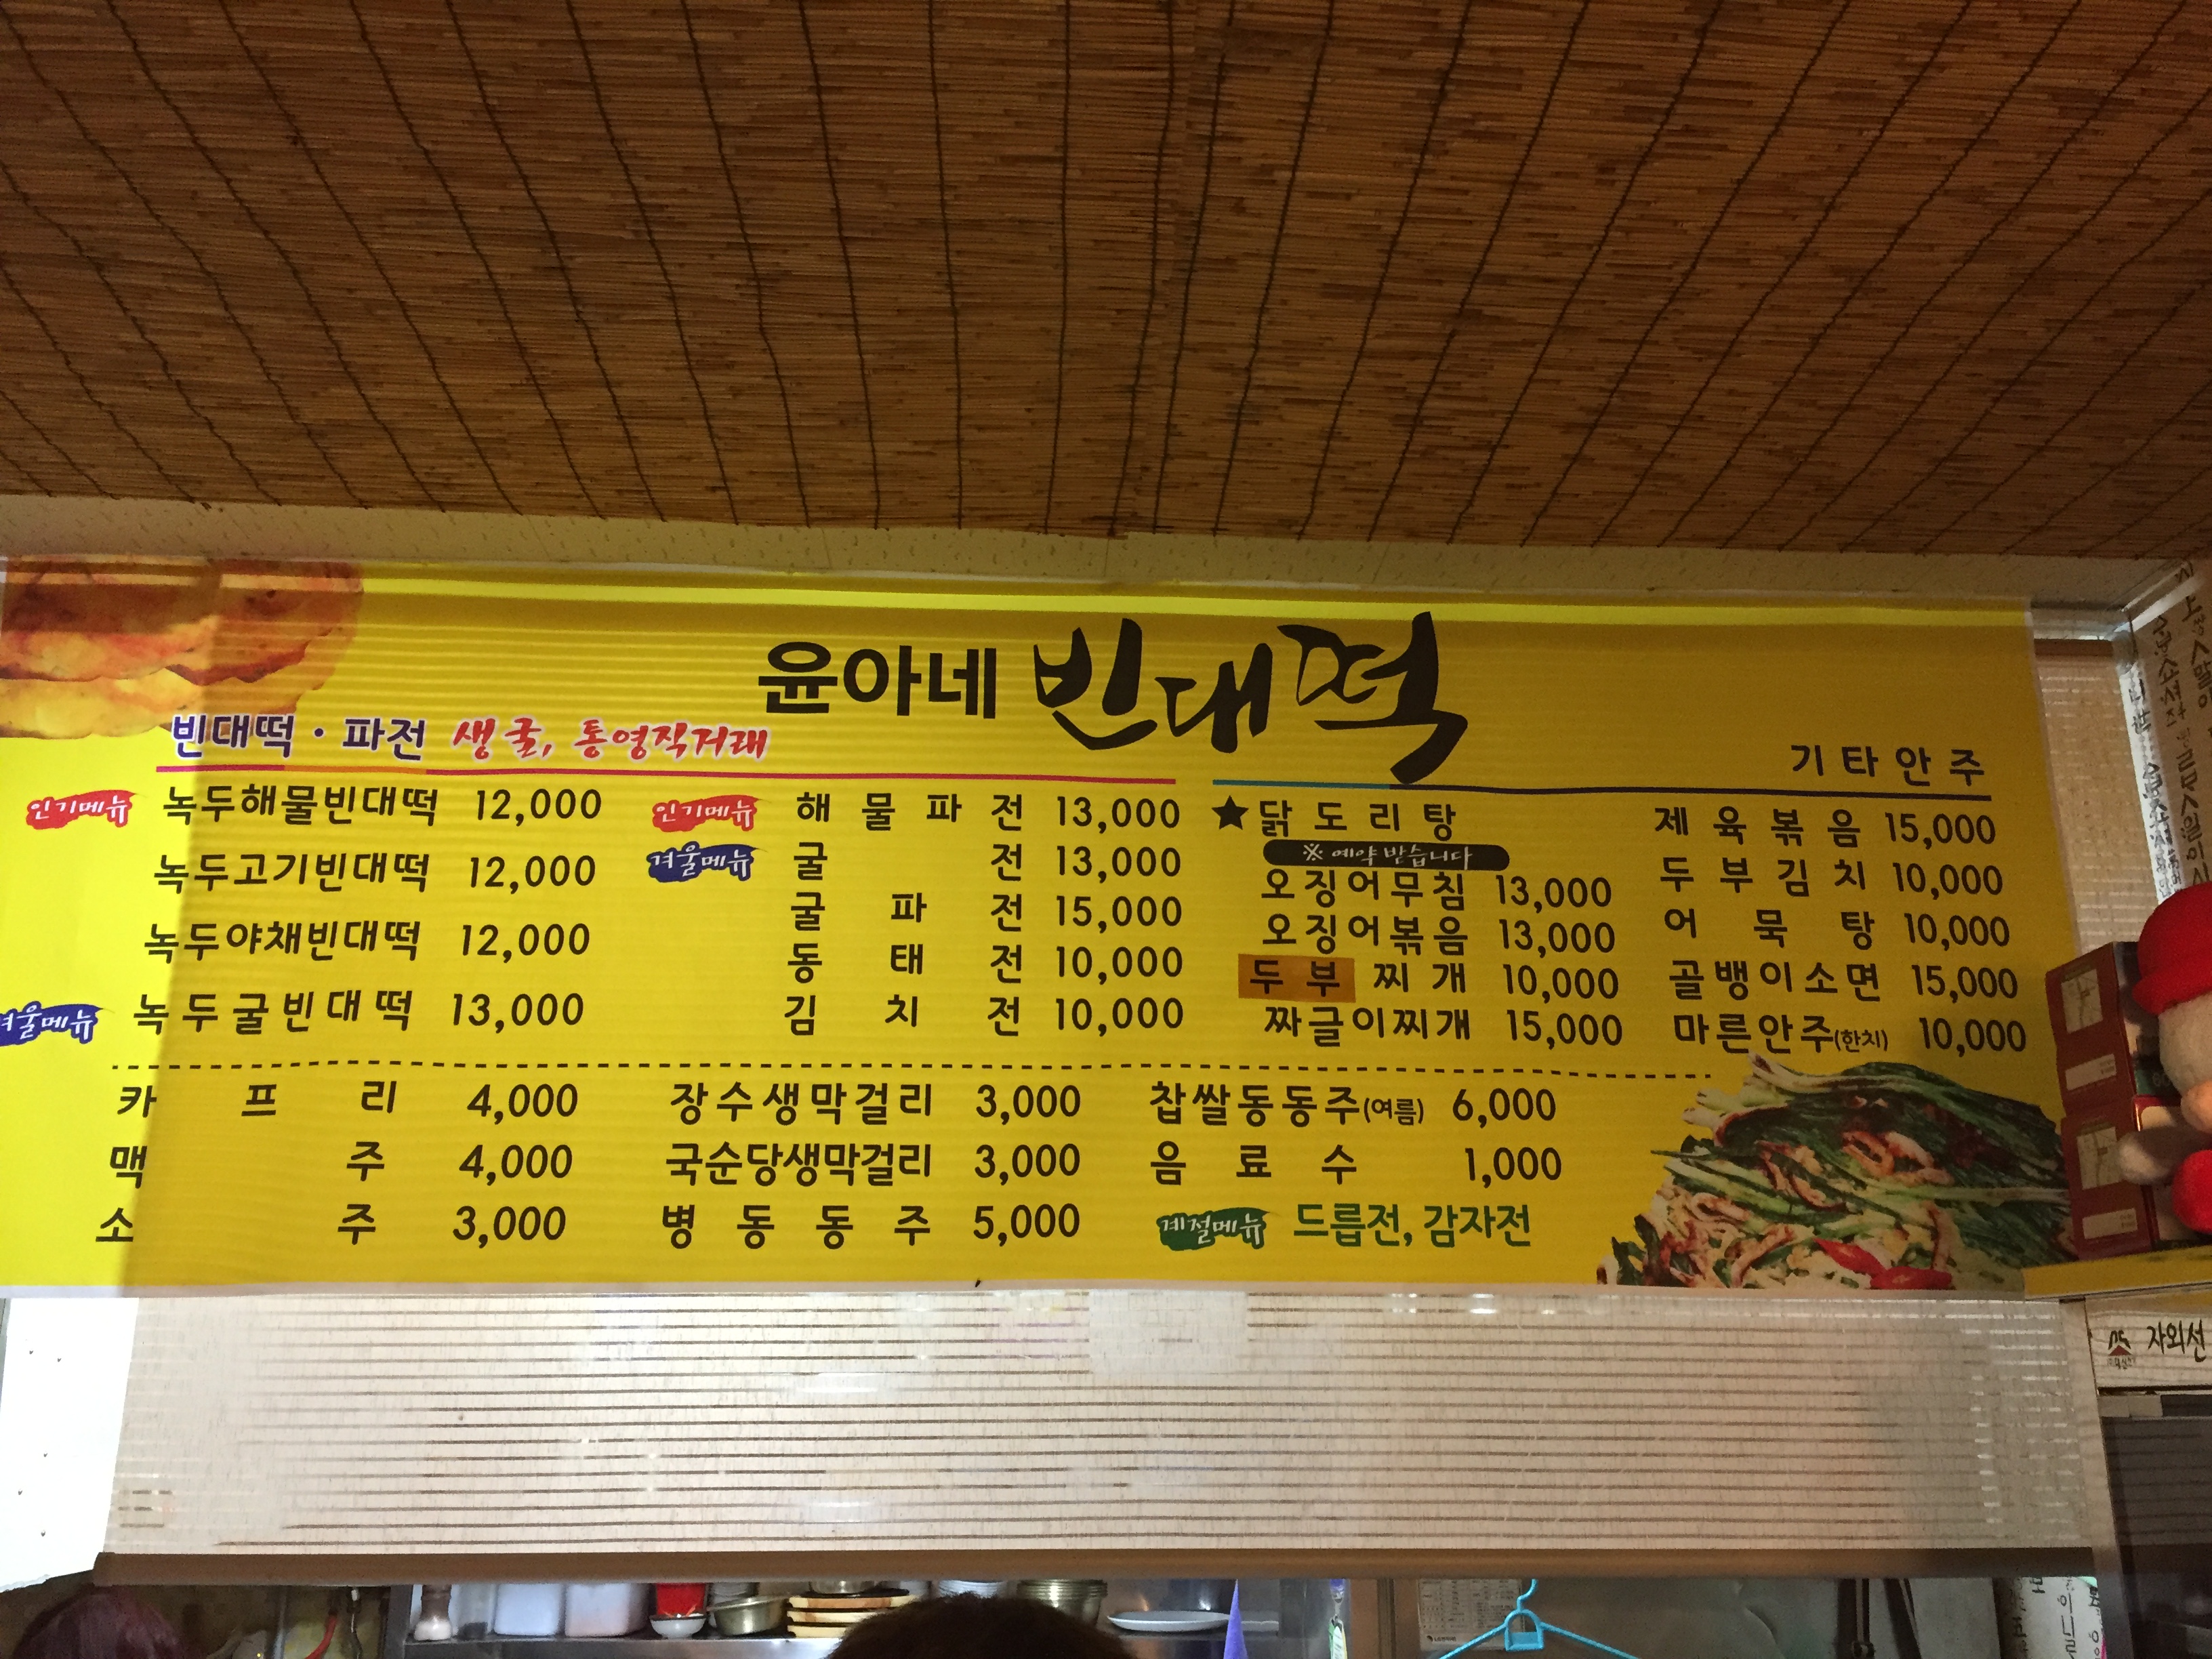 윤아네 빈대떡
빈대떡 · 파전 생굴, 통영직거래
인기메뉴 녹두해물빈대떡 12,000
녹두고기빈대떡 12,000
녹두야채빈대떡 12,000
겨울메뉴 녹두굴빈대떡 13,000
인기메뉴 해물파전 13,000
겨울메뉴 굴전 13,000
굴파전 15,000
동태전 10,000
김치전 10,000
기타안주
★닭도리탕
※ 예약 받습니다
오징어무침 13,000
오징어볶음 13,000
두부찌개 10,000
짜글이찌개 15,000
제육볶음 15,000
두부김치 10,000
어묵탕 10,000
골뱅이소면 15,000
마른안주(한치) 10,000
카프리 4,000
맥주 4,000
소주 3,000
장수생막걸리 3,000
국순당생막걸리 3,000
병동동주 5,000
찹쌀동동주(여름) 6,000
음료수 1,000
계절메뉴 드릅전, 감자전
자외선